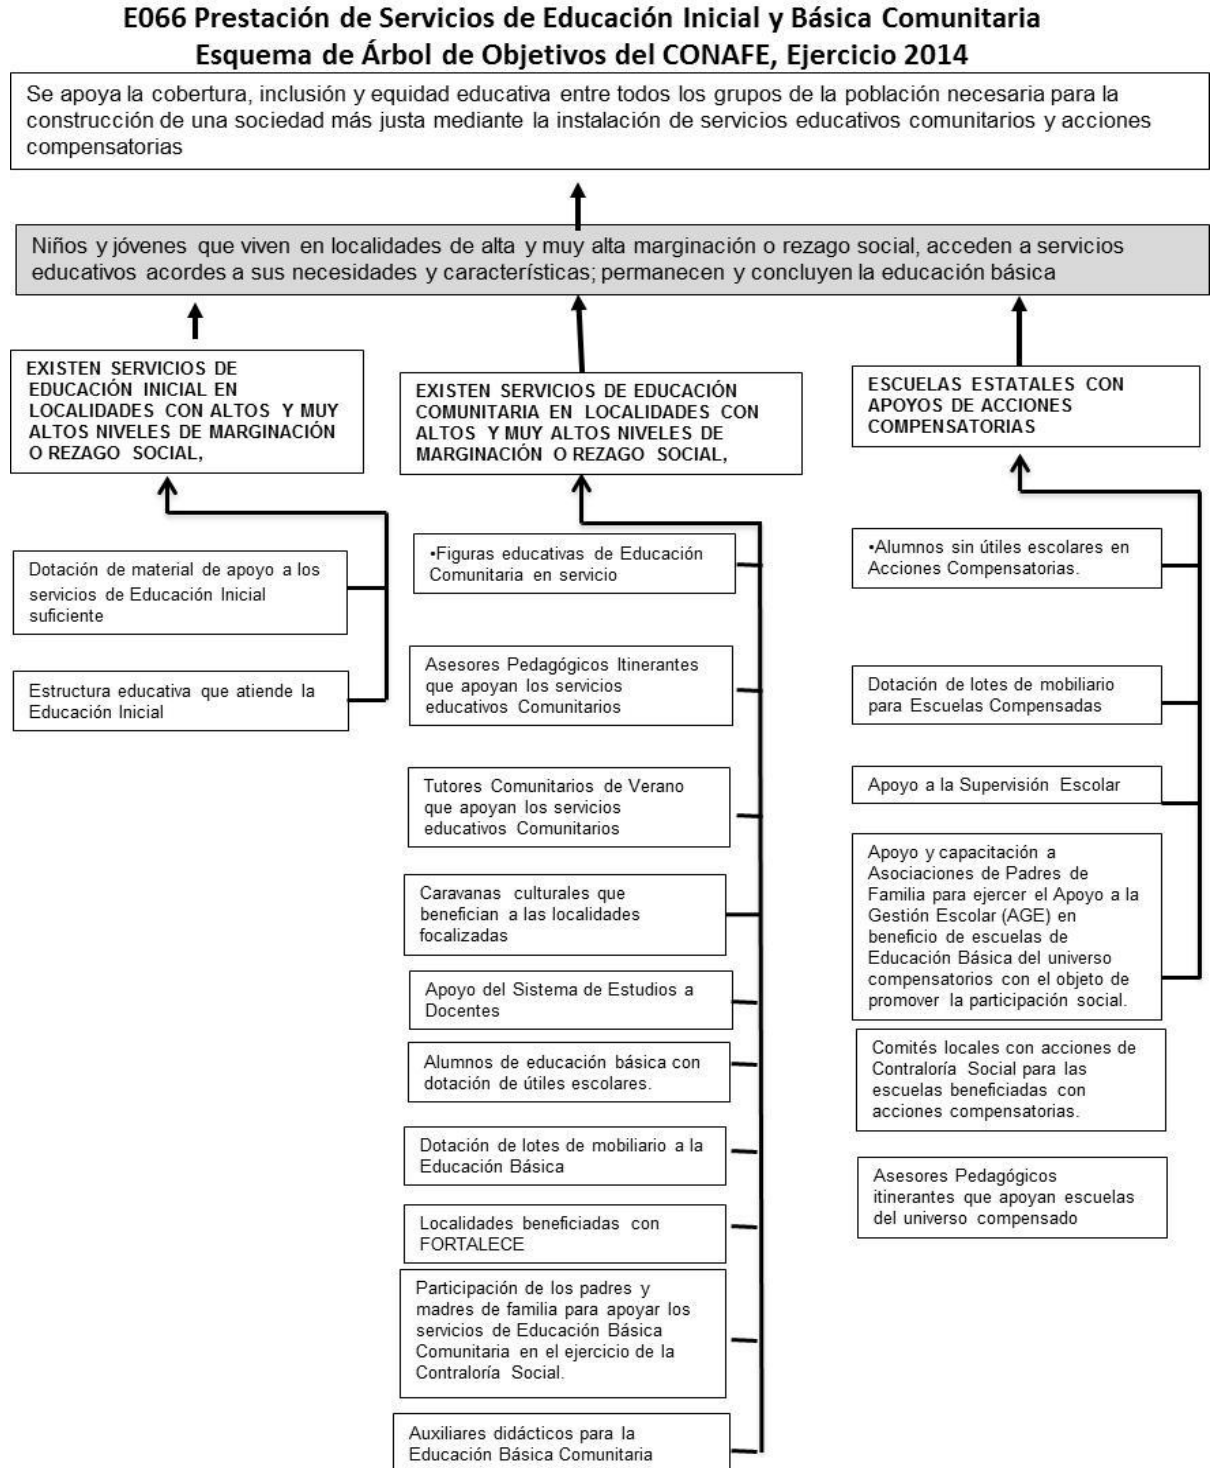 E066 Prestación de Servicios de Educación Inicial y Básica Comunitaria
Esquema de Árbol de Objetivos del CONAFE, Ejercicio 2014
Se apoya la cobertura, inclusión y equidad educativa entre todos los grupos de la población necesaria para la
construcción de una sociedad más justa mediante la instalación de servicios educativos comunitarios y acciones
compensatorias
Niños y jóvenes que viven en localidades de alta y muy alta marginación o rezago social, acceden a servicios
educativos acordes a sus necesidades y características; permanecen y concluyen la educación básica
EXISTEN SERVICIOS DE
EDUCACIÓN INICIAL EN
LOCALIDADES CON ALTOS Y MUY
ALTOS NIVELES DE MARGINACIÓN
O REZAGO SOCIAL,
Dotación de material de apoyo a los
servicios de Educación Inicial
suficiente
Estructura educativa que atiende la
Educación Inicial
EXISTEN SERVICIOS DE EDUCACIÓN
COMUNITARIA EN LOCALIDADES CON
ALTOS Y MUY ALTOS NIVELES DE
MARGINACIÓN O REZAGO SOCIAL,
•Figuras educativas de Educación
Comunitaria en servicio
Asesores Pedagógicos Itinerantes
que apoyan los servicios
educativos Comunitarios
Tutores Comunitarios de Verano
que apoyan los servicios
educativos Comunitarios
Caravanas culturales que
benefician a las localidades
focalizadas
Apoyo del Sistema de Estudios a
Docentes
Alumnos de educación básica con
dotación de útiles escolares.
Dotación de lotes de mobiliario a la
Educación Básica
Localidades beneficiadas con
FORTALECE
Participación de los padres y
madres de familia para apoyar los
servicios de Educación Básica
Comunitaria en el ejercicio de la
Contraloría Social.
Auxiliares didácticos para la
Educación Básica Comunitaria
ESCUELAS ESTATALES CON
APOYOS DE ACCIONES
COMPENSATORIAS
•Alumnos sin útiles escolares en
Acciones Compensatorias.
Dotación de lotes de mobiliario
para Escuelas Compensadas
Apoyo a la Supervisión Escolar
Apoyo y capacitación a
Asociaciones de Padres de
Familia para ejercer el Apoyo a la
Gestión Escolar (AGE) en
beneficio de escuelas de
Educación Básica del universo
compensatorios con el objeto de
promover la participación social.
Comités locales con acciones de
Contraloría Social para las
escuelas beneficiadas con
acciones compensatorias.
Asesores Pedagógicos
itinerantes que apoyan escuelas
del universo compensado